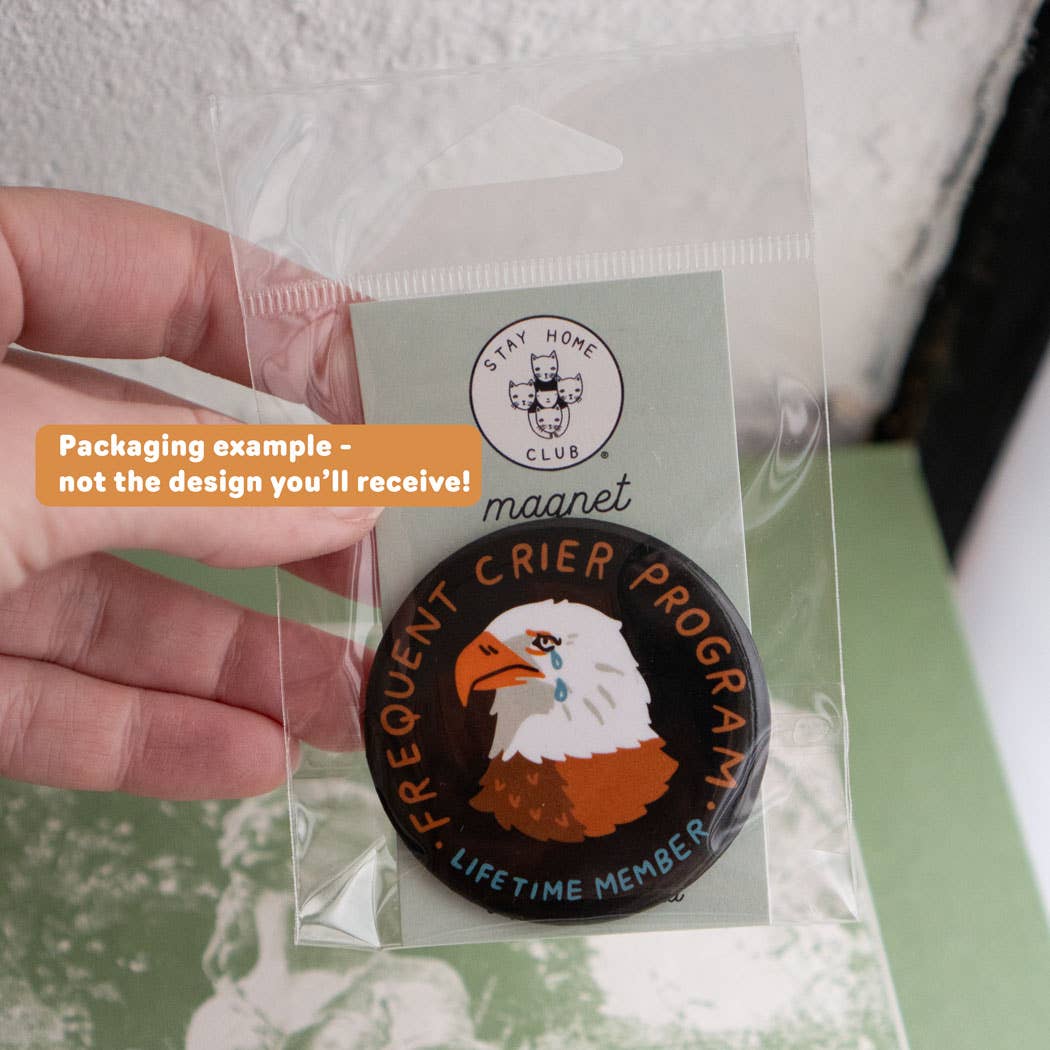 STAY HOME
CLUB
®
magnet
Packaging example -
not the design you'll receive!
· FREQUENT CRIER PROGRAM ·
LIFETIME MEMBER